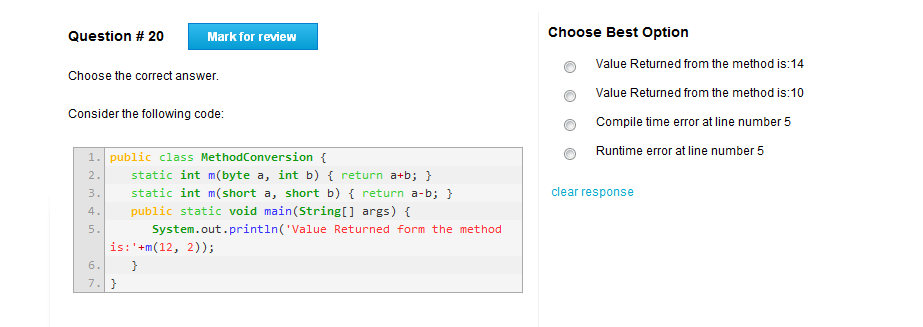 Question # 20
Mark for review
Choose the correct answer.
Consider the following code:
1. public class MethodConversion {
2. static int m(byte a, int b) { return a+b; }
3. static int m(short a, short b) { return a-b; }
4. public static void main(String[] args) {
5. System.out.println('Value Returned form the method
is:'+m(12, 2));
6. }
7. }
Choose Best Option
Value Returned from the method is:14
Value Returned from the method is:10
Compile time error at line number 5
Runtime error at line number 5
clear response